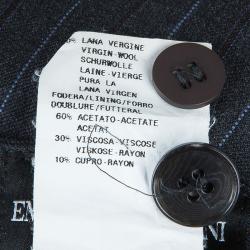 LANA VERGINE
VIRGIN WOOL
SCHURWOLLE
LAINE-VIERGE
PURA LA
LANA VIRGEN
FODERA/LINING/FORRO
DOUBLURE/FUTTERAL
60% ACETATO-ACETATE
ACETAT
30% VISCOSA-VISCOSE
VISKOSE-RAYON
10% CUPRO-RAYON